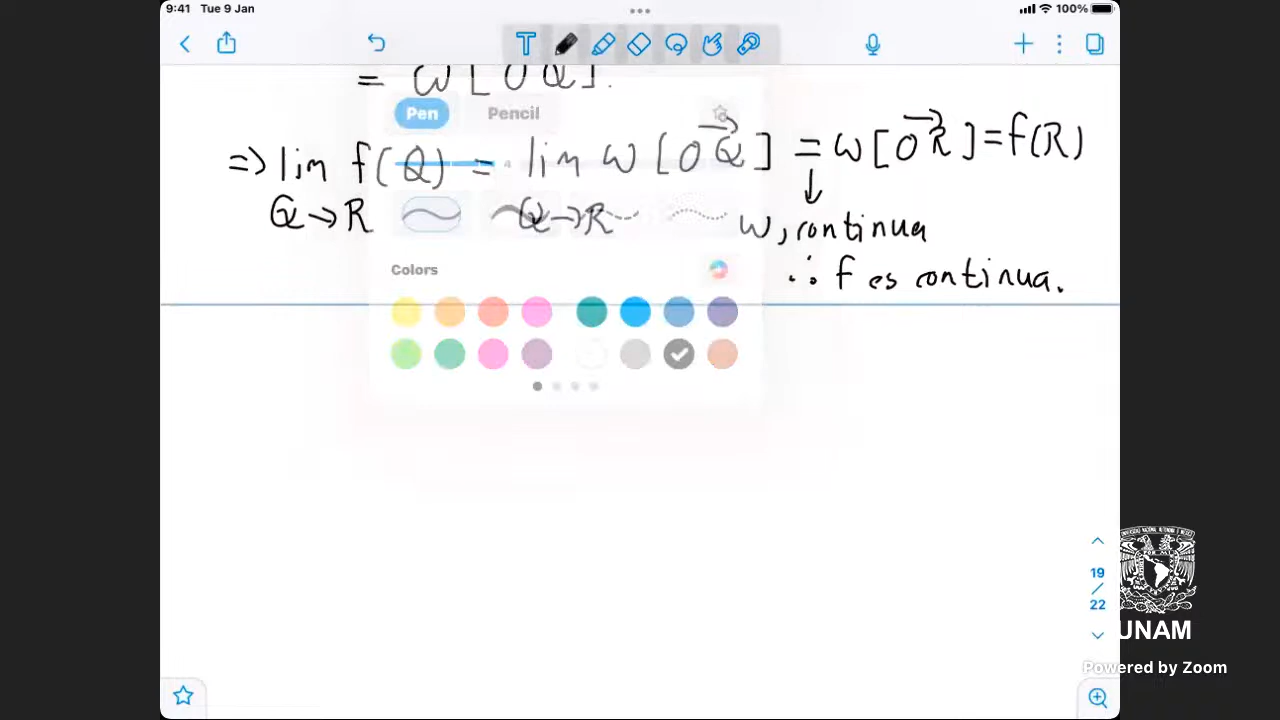 9:41 Tue 9 Jan 100%
= ω[OQ].
Pen Pencil
=> lim f(Q) = lim ω[OQ] = ω[OR] = f(R)
Q→R Q→R ω, continua
∴ f es continua.
Colors
19
/
22
UNAM
Powered by Zoom